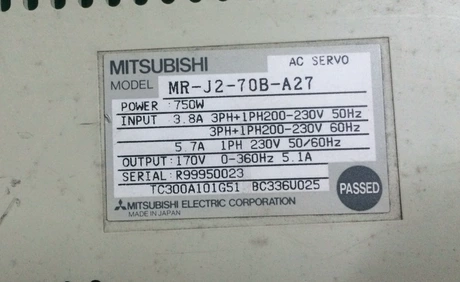 MITSUBISHI AC SERVO
MODEL MR-J2-70B-A27
POWER :750W
INPUT :3.8A 3PH+1PH200-230V 50Hz
3PH+1PH200-230V 60Hz
5.7A 1PH 230V 50/60Hz
OUTPUT:170V 0-360Hz 5.1A
SERIAL:R99950023
TC300A101G51 BC336U025
PASSED
MITSUBISHI ELECTRIC CORPORATION
MADE IN JAPAN